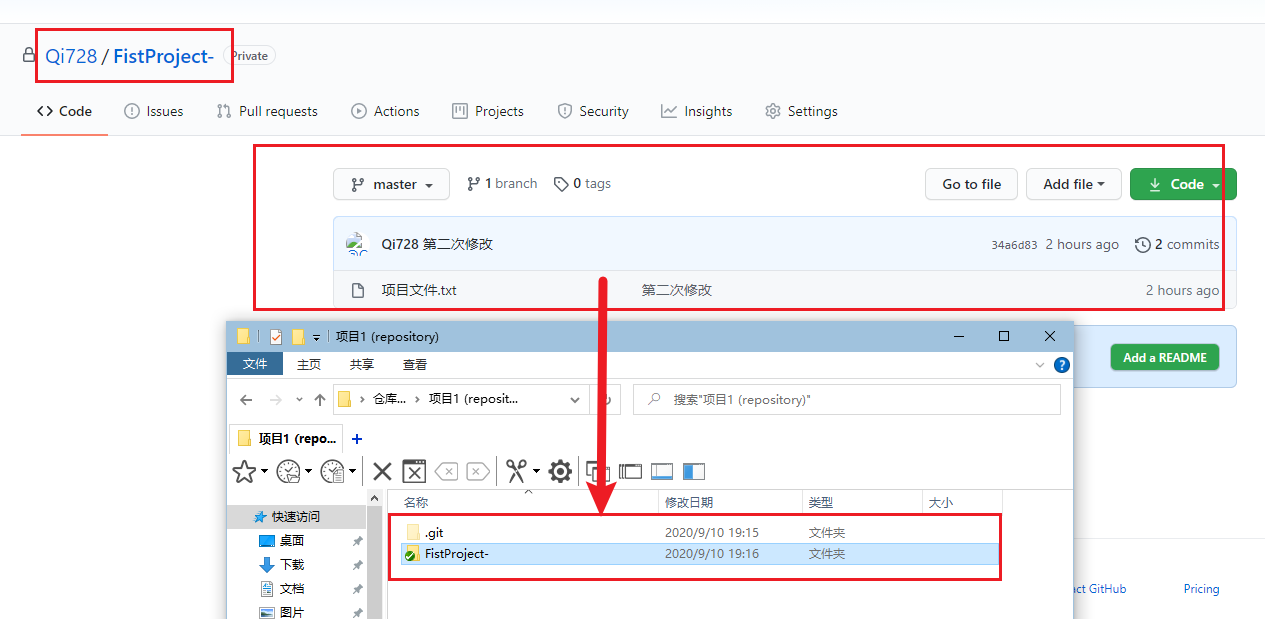 Qi728 / FistProject- Private
Code Issues Pull requests Actions Projects Security Insights Settings
master 1 branch 0 tags Go to file Add file Code
Qi728 第二次修改 34a6d83 2 hours ago 2 commits
项目文件.txt 第二次修改 2 hours ago
Add a README
项目1 (repository)
文件 主页 共享 查看
仓库... 项目1 (reposit... 搜索"项目1 (repository)"
项目1 (repo...
名称 修改日期 类型 大小
快速访问
.git 2020/9/10 19:15 文件夹
桌面
FistProject- 2020/9/10 19:16 文件夹
下载
文档
图片
GitHub Pricing